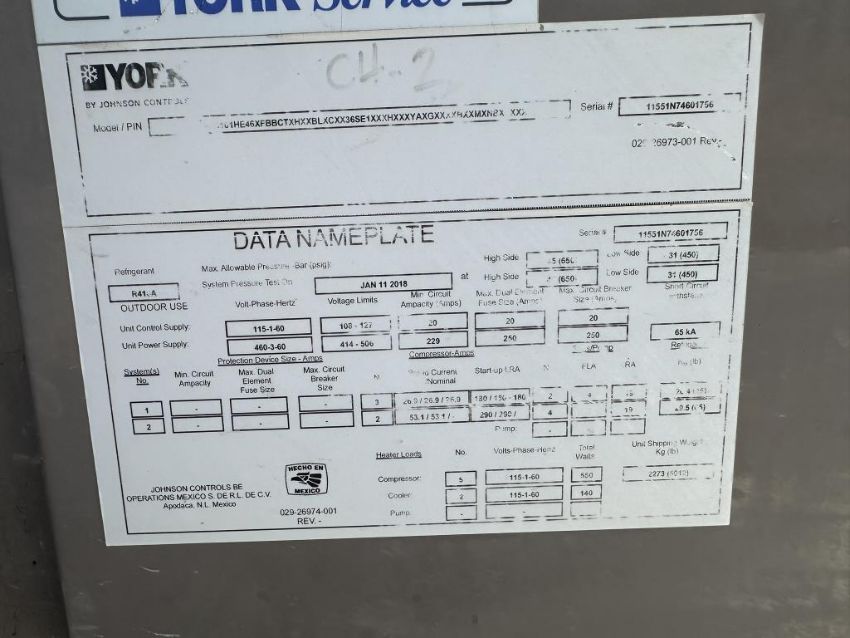 YORK Service
YORK
CH-2
BY JOHNSON CONTROLS
Model / PIN
Serial # 11551N74601756
-26973-001 Rev
DATA NAMEPLATE
Serial # 11551N74601756
Refrigerant
Max. Allowable Pressure -Bar (psig):
High Side
Low Side 31 (450)
System Pressure Test On JAN 11 2018 at
High Side
Low Side 31 (450)
OUTDOOR USE
Volt-Phase-Hertz
Voltage Limits
Min Circuit Ampacity (Amps)
Max. Dual Element Fuse Size (Amps)
Max. Circuit Breaker Size (Amps)
Short Circuit
Unit Control Supply: 115-1-60 108 - 127 20 20 20
Unit Power Supply: 460-3-60 414 - 506 229 250 250 65 kA
Protection Device Size - Amps
Compressor-Amps
System(s) No.
Min. Circuit Ampacity
Max. Dual Element Fuse Size
Max. Circuit Breaker Size
Current Nominal
Start-up LRA
FLA
RA
1 - - - 3 2
2 - - - 2 53.1 / 53.1 / - 290 / 290 / 4 - 19
Pump: - - -
Heater Loads
No.
Volts-Phase-Hertz
Total Watts
Unit Shipping Weight Kg (lb)
Compressor: 5 115-1-60 550
Cooler: 2 115-1-60 140
Pump: - - -
JOHNSON CONTROLS BE
OPERATIONS MEXICO S. DE R.L. DE C.V.
Apodaca, N.L. Mexico
HECHO EN
MEXICO
029-26974-001
REV. -